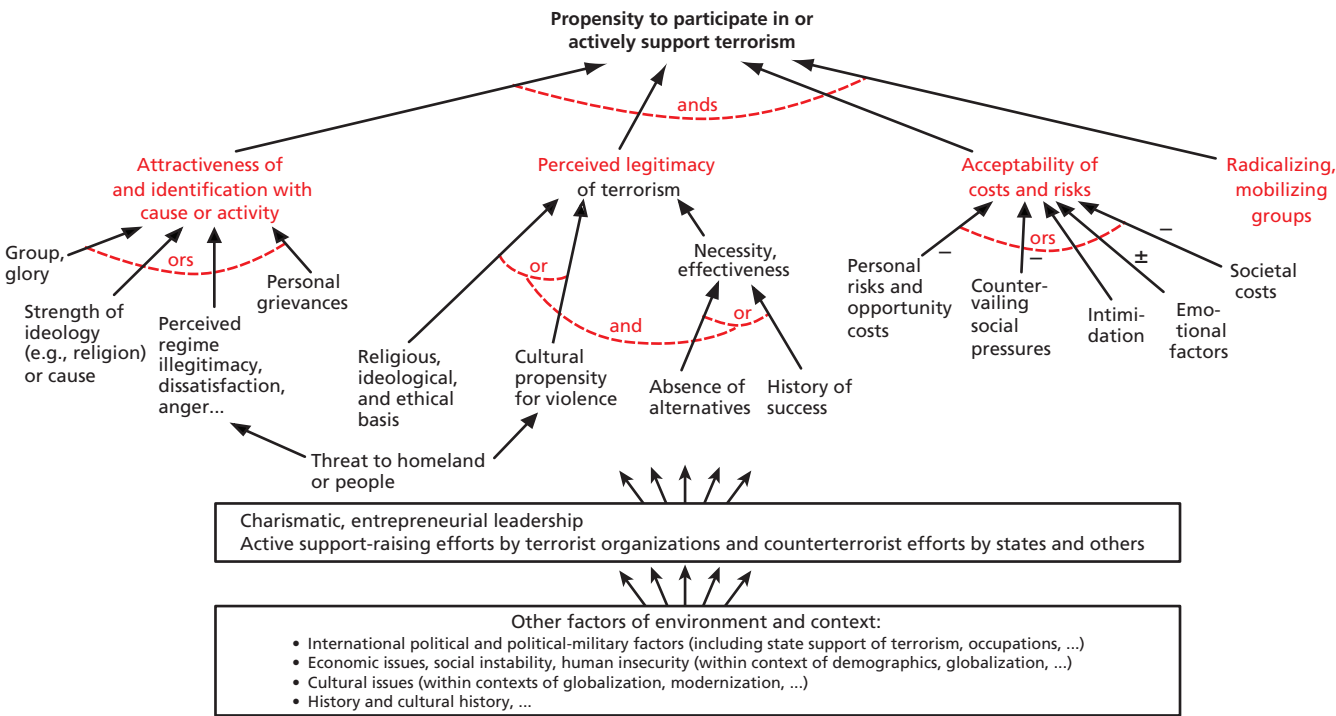 Propensity to participate in or
actively support terrorism
ands
Attractiveness of
and identification with
cause or activity
Perceived legitimacy
of terrorism
Acceptability of
costs and risks
Radicalizing,
mobilizing
groups
Group,
glory
ors
Strength of
ideology
(e.g., religion)
or cause
Perceived
regime
illegitimacy,
dissatisfaction,
anger...
Personal
grievances
or
and
Religious,
ideological,
and ethical
basis
Cultural
propensity
for violence
Necessity,
effectiveness
or
Absence of
alternatives
History of
success
Personal
risks and
opportunity
costs
–
ors
–
Counter-
vailing
social
pressures
Intimi-
dation
±
Emo-
tional
factors
–
Societal
costs
Threat to homeland
or people
Charismatic, entrepreneurial leadership
Active support-raising efforts by terrorist organizations and counterterrorist efforts by states and others
Other factors of environment and context:
• International political and political-military factors (including state support of terrorism, occupations, ...)
• Economic issues, social instability, human insecurity (within context of demographics, globalization, ...)
• Cultural issues (within contexts of globalization, modernization, ...)
• History and cultural history, ...